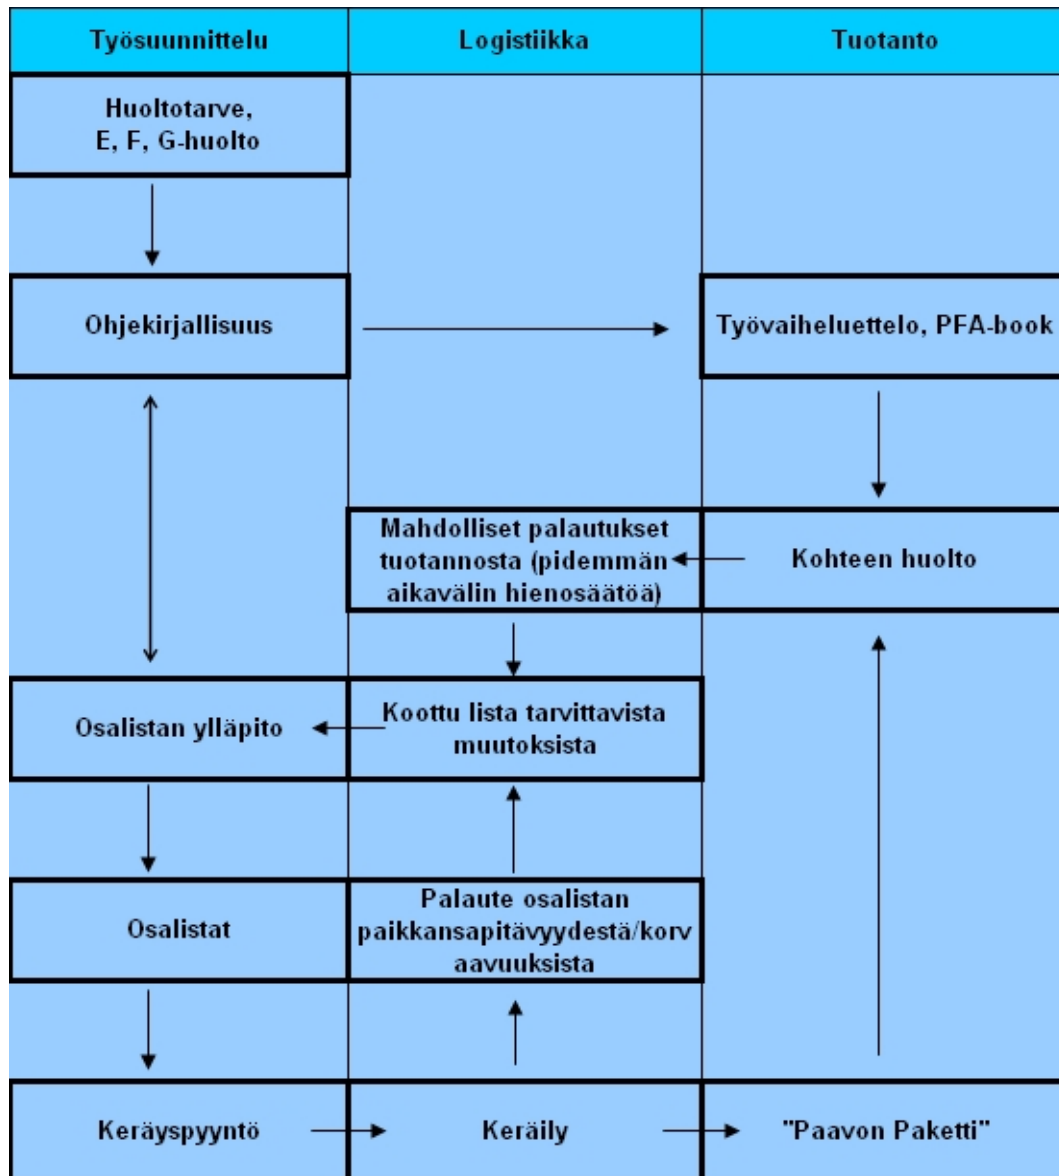 Työsuunnittelu
Logistiikka
Tuotanto
Huoltotarve,
E, F, G-huolto
Ohjekirjallisuus
Työvaiheluettelo, PFA-book
Mahdolliset palautukset
tuotannosta (pidemmän
aikavälin hienosäätöä)
Kohteen huolto
Osalistan ylläpito
Koottu lista tarvittavista
muutoksista
Osalistat
Palaute osalistan
paikkansapitävyydestä/korv
aavuuksista
Keräyspyyntö
Keräily
"Paavon Paketti"